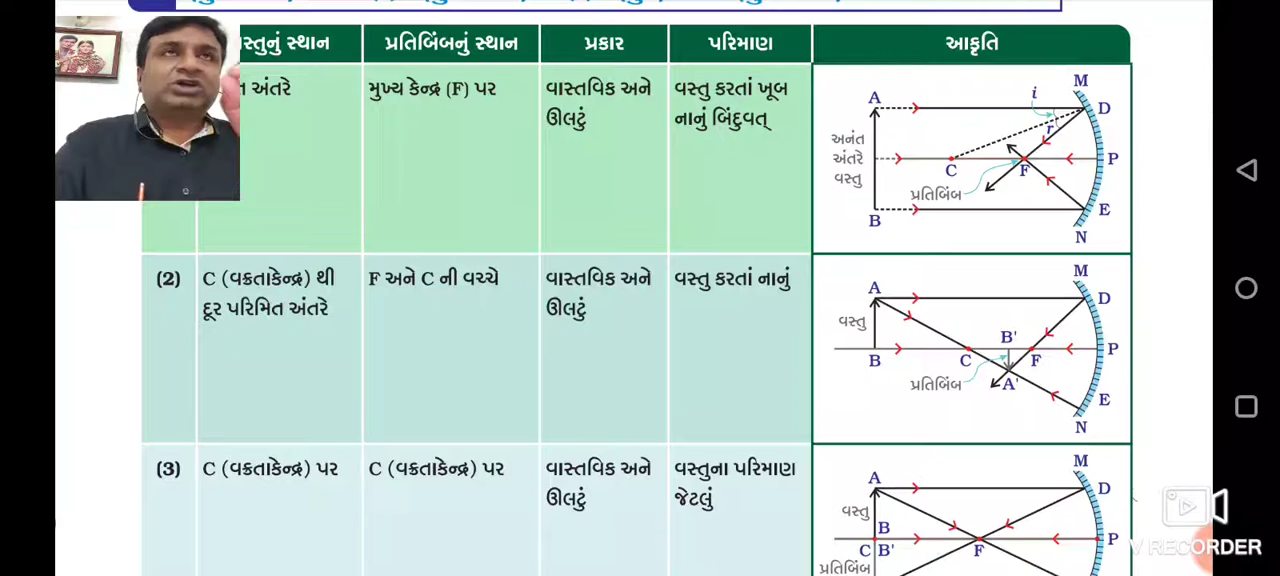 વસ્તુનું સ્થાન પ્રતિબિંબનું સ્થાન પ્રકાર પરિમાણ આકૃતિ
અંતરે મુખ્ય કેન્દ્ર (F) પર વાસ્તવિક અને વસ્તુ કરતાં ખૂબ
ઊલટું નાનું બિંદુવત્
M
A i D
r
અનંત
અંતરે
વસ્તુ
C F P
પ્રતિબિંબ
B E
N
(2) C (વક્રતાકેન્દ્ર) થી F અને C ની વચ્ચે વાસ્તવિક અને વસ્તુ કરતાં નાનું
દૂર પરિમિત અંતરે ઊલટું
M
A D
વસ્તુ
B'
B C F P
પ્રતિબિંબ A'
E
N
(3) C (વક્રતાકેન્દ્ર) પર C (વક્રતાકેન્દ્ર) પર વાસ્તવિક અને વસ્તુના પરિમાણ
ઊલટું જેટલું
M
A D
વસ્તુ
B
C B' F P
પ્રતિબિંબ
V RECORDER